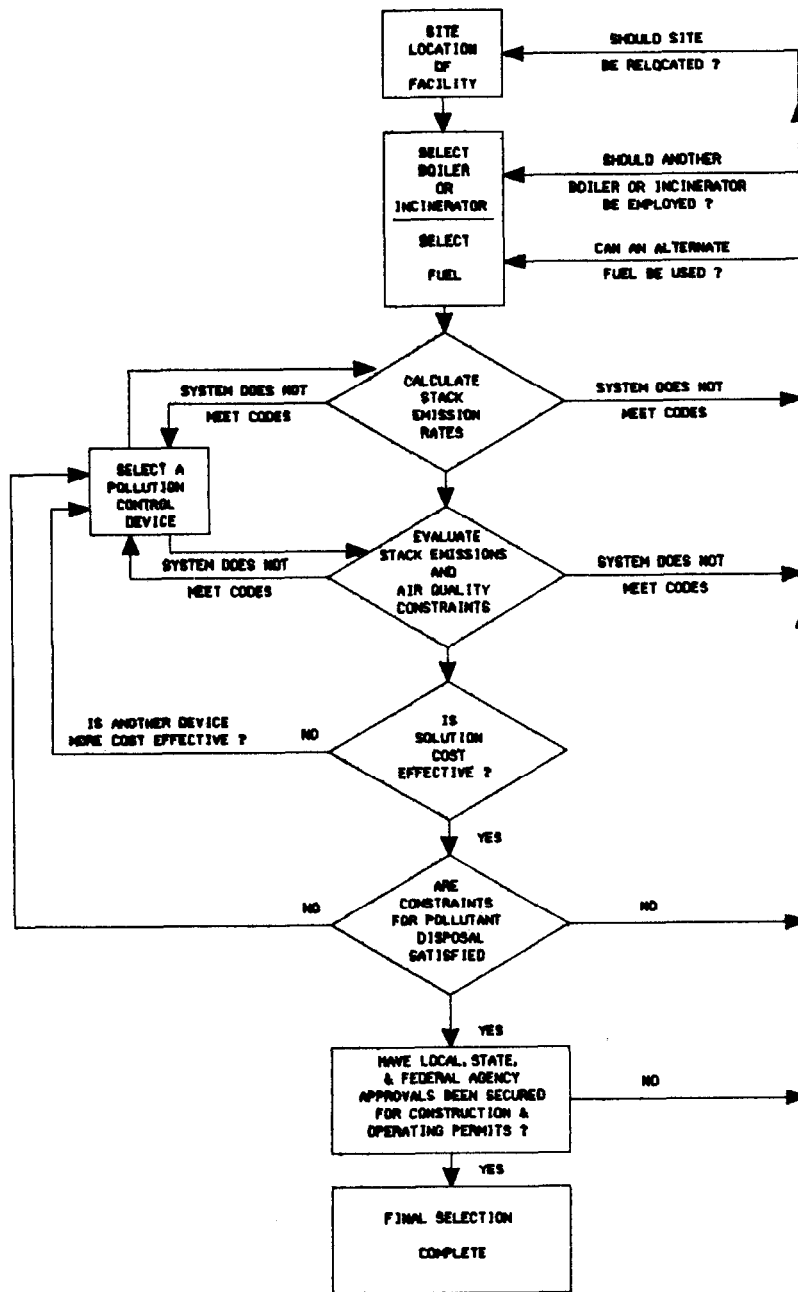 SITE
LOCATION
OF
FACILITY
SHOULD SITE
BE RELOCATED ?
SELECT
BOILER
OR
INCINERATOR
SELECT
FUEL
SHOULD ANOTHER
BOILER OR INCINERATOR
BE EMPLOYED ?
CAN AN ALTERNATE
FUEL BE USED ?
SYSTEM DOES NOT
MEET CODES
CALCULATE
STACK
EMISSION
RATES
SYSTEM DOES NOT
MEET CODES
SELECT A
POLLUTION
CONTROL
DEVICE
SYSTEM DOES NOT
MEET CODES
EVALUATE
STACK EMISSIONS
AND
AIR QUALITY
CONSTRAINTS
SYSTEM DOES NOT
MEET CODES
IS ANOTHER DEVICE
MORE COST EFFECTIVE ?
NO
IS
SOLUTION
COST
EFFECTIVE ?
YES
NO
ARE
CONSTRAINTS
FOR POLLUTANT
DISPOSAL
SATISFIED
NO
YES
HAVE LOCAL, STATE,
& FEDERAL AGENCY
APPROVALS BEEN SECURED
FOR CONSTRUCTION &
OPERATING PERMITS ?
NO
YES
FINAL SELECTION
COMPLETE